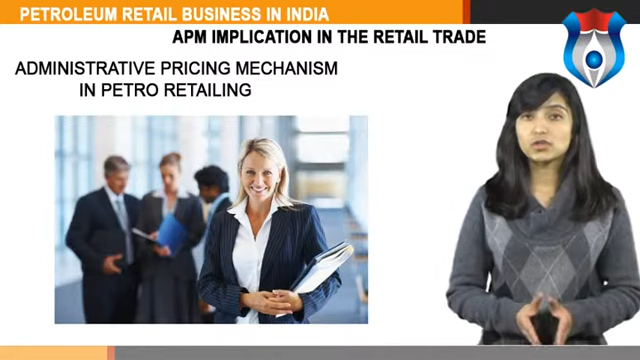 PETROLEUM RETAIL BUSINESS IN INDIA
APM IMPLICATION IN THE RETAIL TRADE
ADMINISTRATIVE PRICING MECHANISM
IN PETRO RETAILING